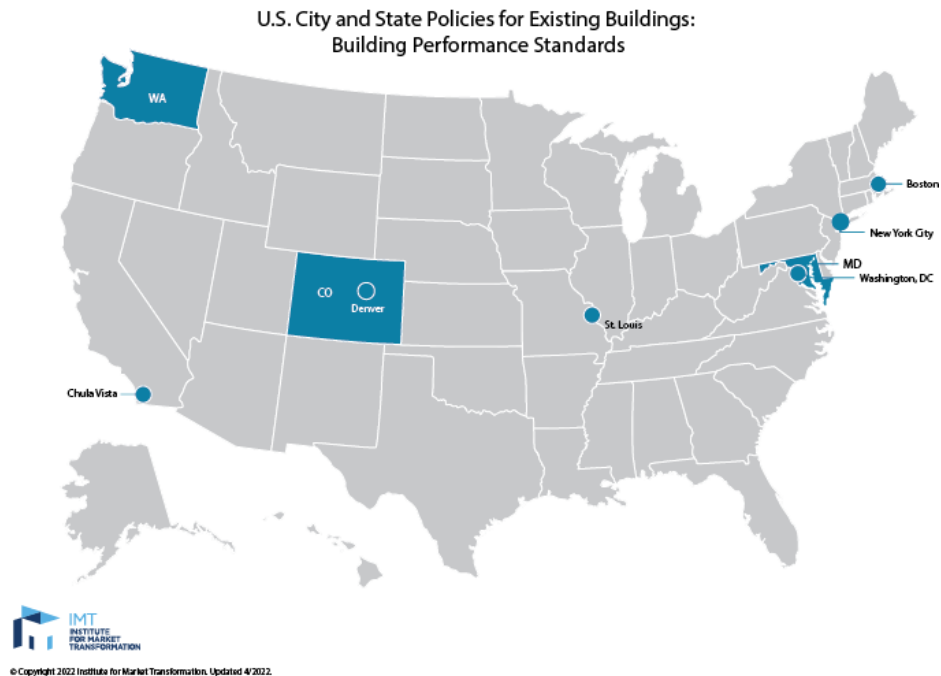 U.S. City and State Policies for Existing Buildings:
Building Performance Standards
WA
Boston
New York City
MD
Washington, DC
CO
Denver
St. Louis
Chula Vista
IMT
INSTITUTE
FOR MARKET
TRANSFORMATION
© Copyright 2022 Institute for Market Transformation. Updated 4/2022.